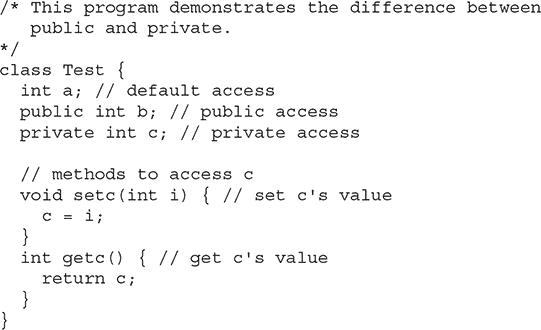 /* This program demonstrates the difference between
   public and private.
*/
class Test {
  int a; // default access
  public int b; // public access
  private int c; // private access

  // methods to access c
  void setc(int i) { // set c's value
    c = i;
  }
  int getc() { // get c's value
    return c;
  }
}